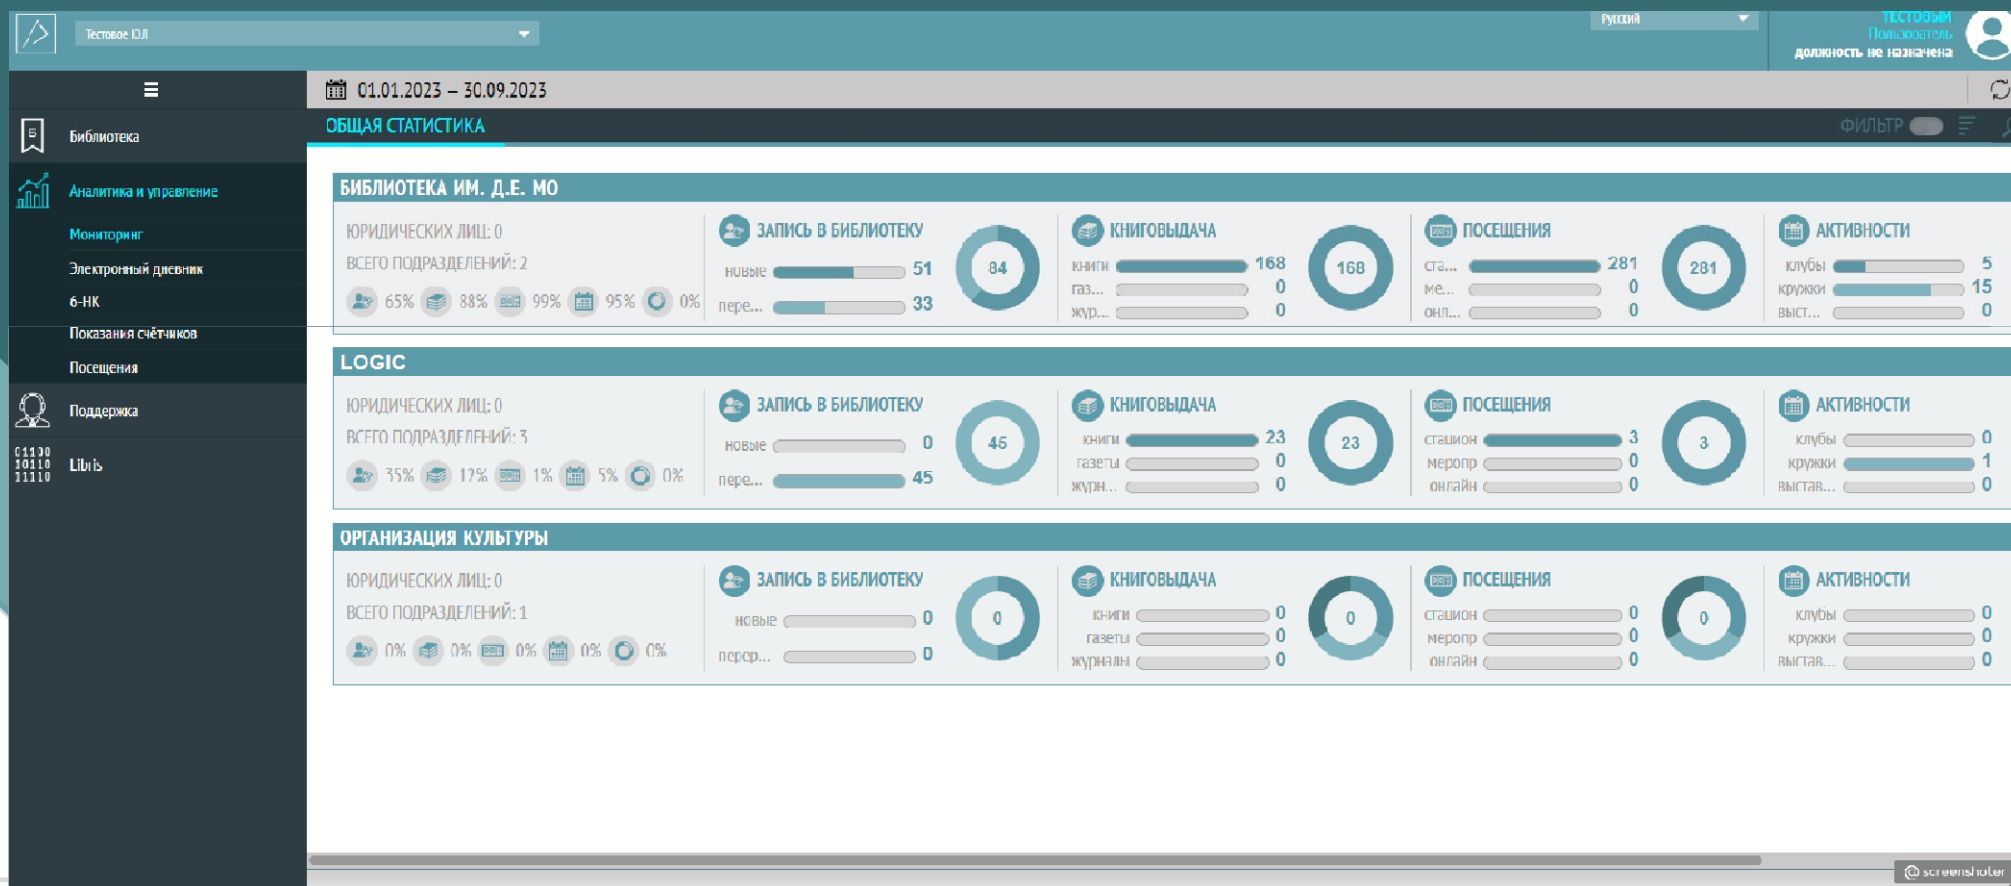 Тестовое ЮЛ
Русский
ТЕСТОВЫЙ
Пользователь
должность не назначена
01.01.2023 – 30.09.2023
ОБЩАЯ СТАТИСТИКА
ФИЛЬТР
Б
Библиотека
Аналитика и управление
Мониторинг
Электронный дневник
6-НК
Показания счётчиков
Посещения
Поддержка
01100
10110
11110
Libris
БИБЛИОТЕКА ИМ. Д.Е. МО
ЮРИДИЧЕСКИХ ЛИЦ: 0
ВСЕГО ПОДРАЗДЕЛЕНИЙ: 2
65% 88% 99% 95% 0%
ЗАПИСЬ В БИБЛИОТЕКУ
новые 51
пере... 33
84
КНИГОВЫДАЧА
книги 168
газ... 0
жур... 0
168
ПОСЕЩЕНИЯ
ста... 281
ме... 0
онл... 0
281
АКТИВНОСТИ
клубы 5
кружки 15
выст... 0
LOGIC
ЮРИДИЧЕСКИХ ЛИЦ: 0
ВСЕГО ПОДРАЗДЕЛЕНИЙ: 3
35% 12% 1% 5% 0%
ЗАПИСЬ В БИБЛИОТЕКУ
новые 0
пере... 45
45
КНИГОВЫДАЧА
книги 23
газеты 0
журн... 0
23
ПОСЕЩЕНИЯ
стацион 3
меропр 0
онлайн 0
3
АКТИВНОСТИ
клубы 0
кружки 1
выстав... 0
ОРГАНИЗАЦИЯ КУЛЬТУРЫ
ЮРИДИЧЕСКИХ ЛИЦ: 0
ВСЕГО ПОДРАЗДЕЛЕНИЙ: 1
0% 0% 0% 0% 0%
ЗАПИСЬ В БИБЛИОТЕКУ
новые 0
перер... 0
0
КНИГОВЫДАЧА
книги 0
газеты 0
журналы 0
0
ПОСЕЩЕНИЯ
стацион 0
меропр 0
онлайн 0
0
АКТИВНОСТИ
клубы 0
кружки 0
выстав... 0
screenshoter